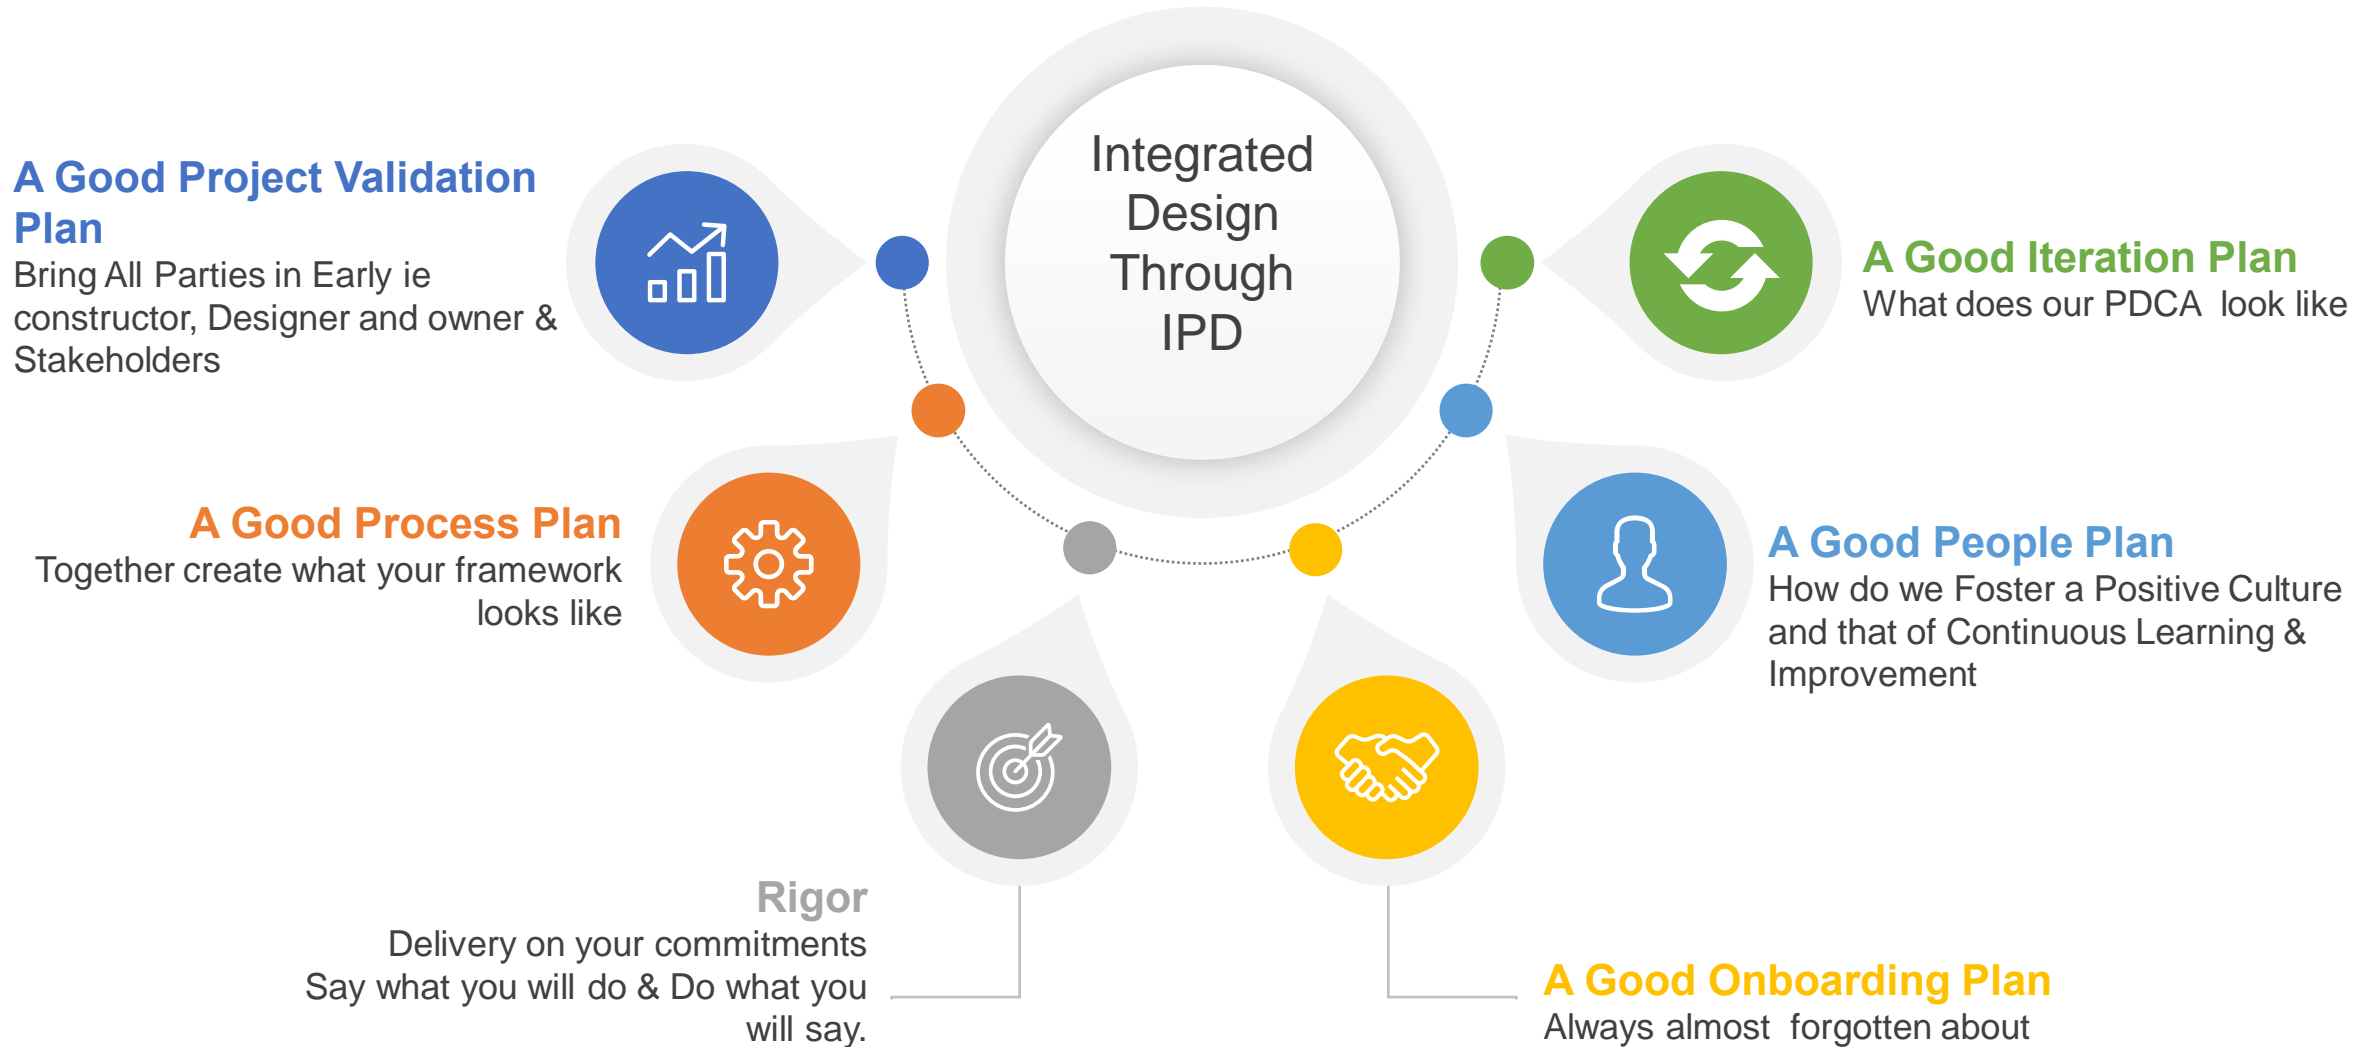 Integrated
Design
Through
IPD
A Good Project Validation
Plan
Bring All Parties in Early ie
constructor, Designer and owner &
Stakeholders
A Good Process Plan
Together create what your framework
looks like
Rigor
Delivery on your commitments
Say what you will do & Do what you
will say.
A Good Onboarding Plan
Always almost forgotten about
A Good People Plan
How do we Foster a Positive Culture
and that of Continuous Learning &
Improvement
A Good Iteration Plan
What does our PDCA look like